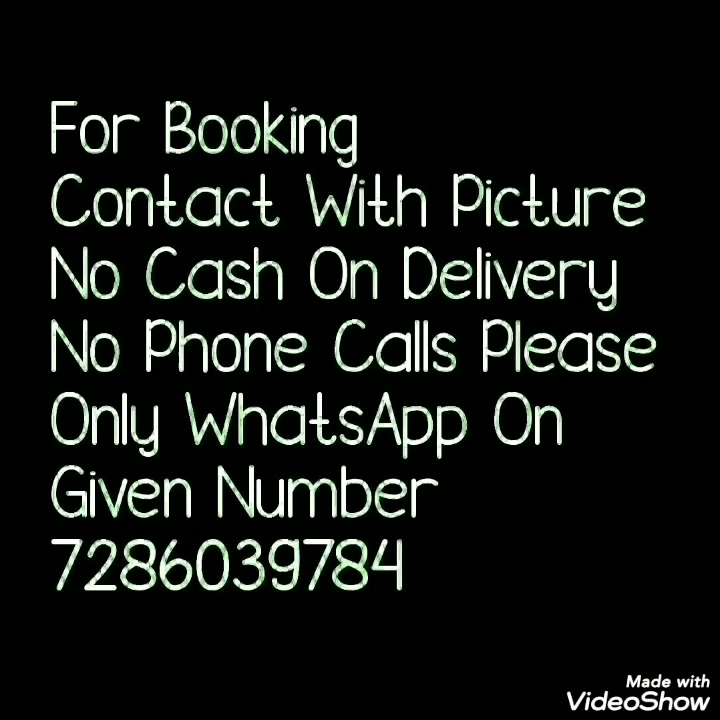 For Booking
Contact With Picture
No Cash On Delivery
No Phone Calls Please
Only WhatsApp On
Given Number
7286039784
Made with
VideoShow